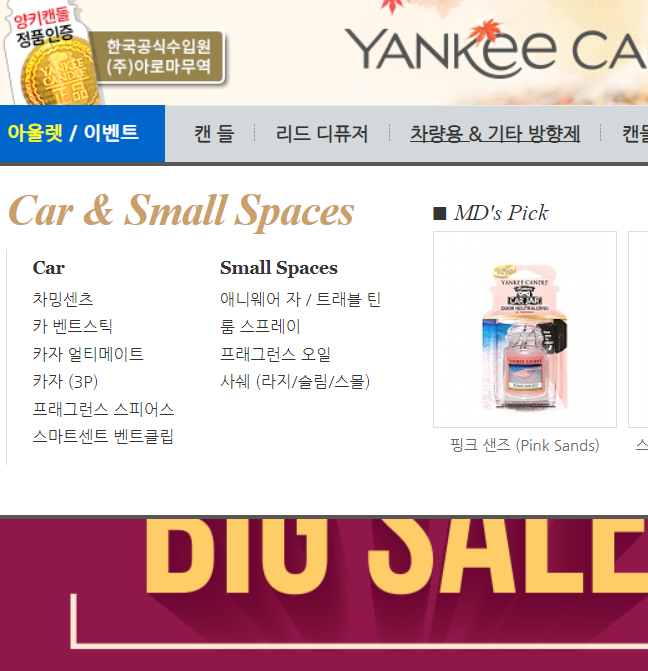 양키캔들
정품인증
YANKEE
CANDLE
正品
한국공식수입원
(주)아로마무역
YANKee CA
아울렛 / 이벤트
캔 들
리드 디퓨저
차량용 & 기타 방향제
Car & Small Spaces
Car
차밍센츠
카 벤트스틱
카자 얼티메이트
카자 (3P)
프래그런스 스피어스
스마트센트 벤트클립
Small Spaces
애니웨어 자 / 트래블 틴
룸 스프레이
프래그런스 오일
사쉐 (라지/슬림/스몰)
■ MD's Pick
YANKEE CANDLE
CAR JAR
ODOR NEUTRALIZING
핑크 샌즈 (Pink Sands)
스
BIG SALE